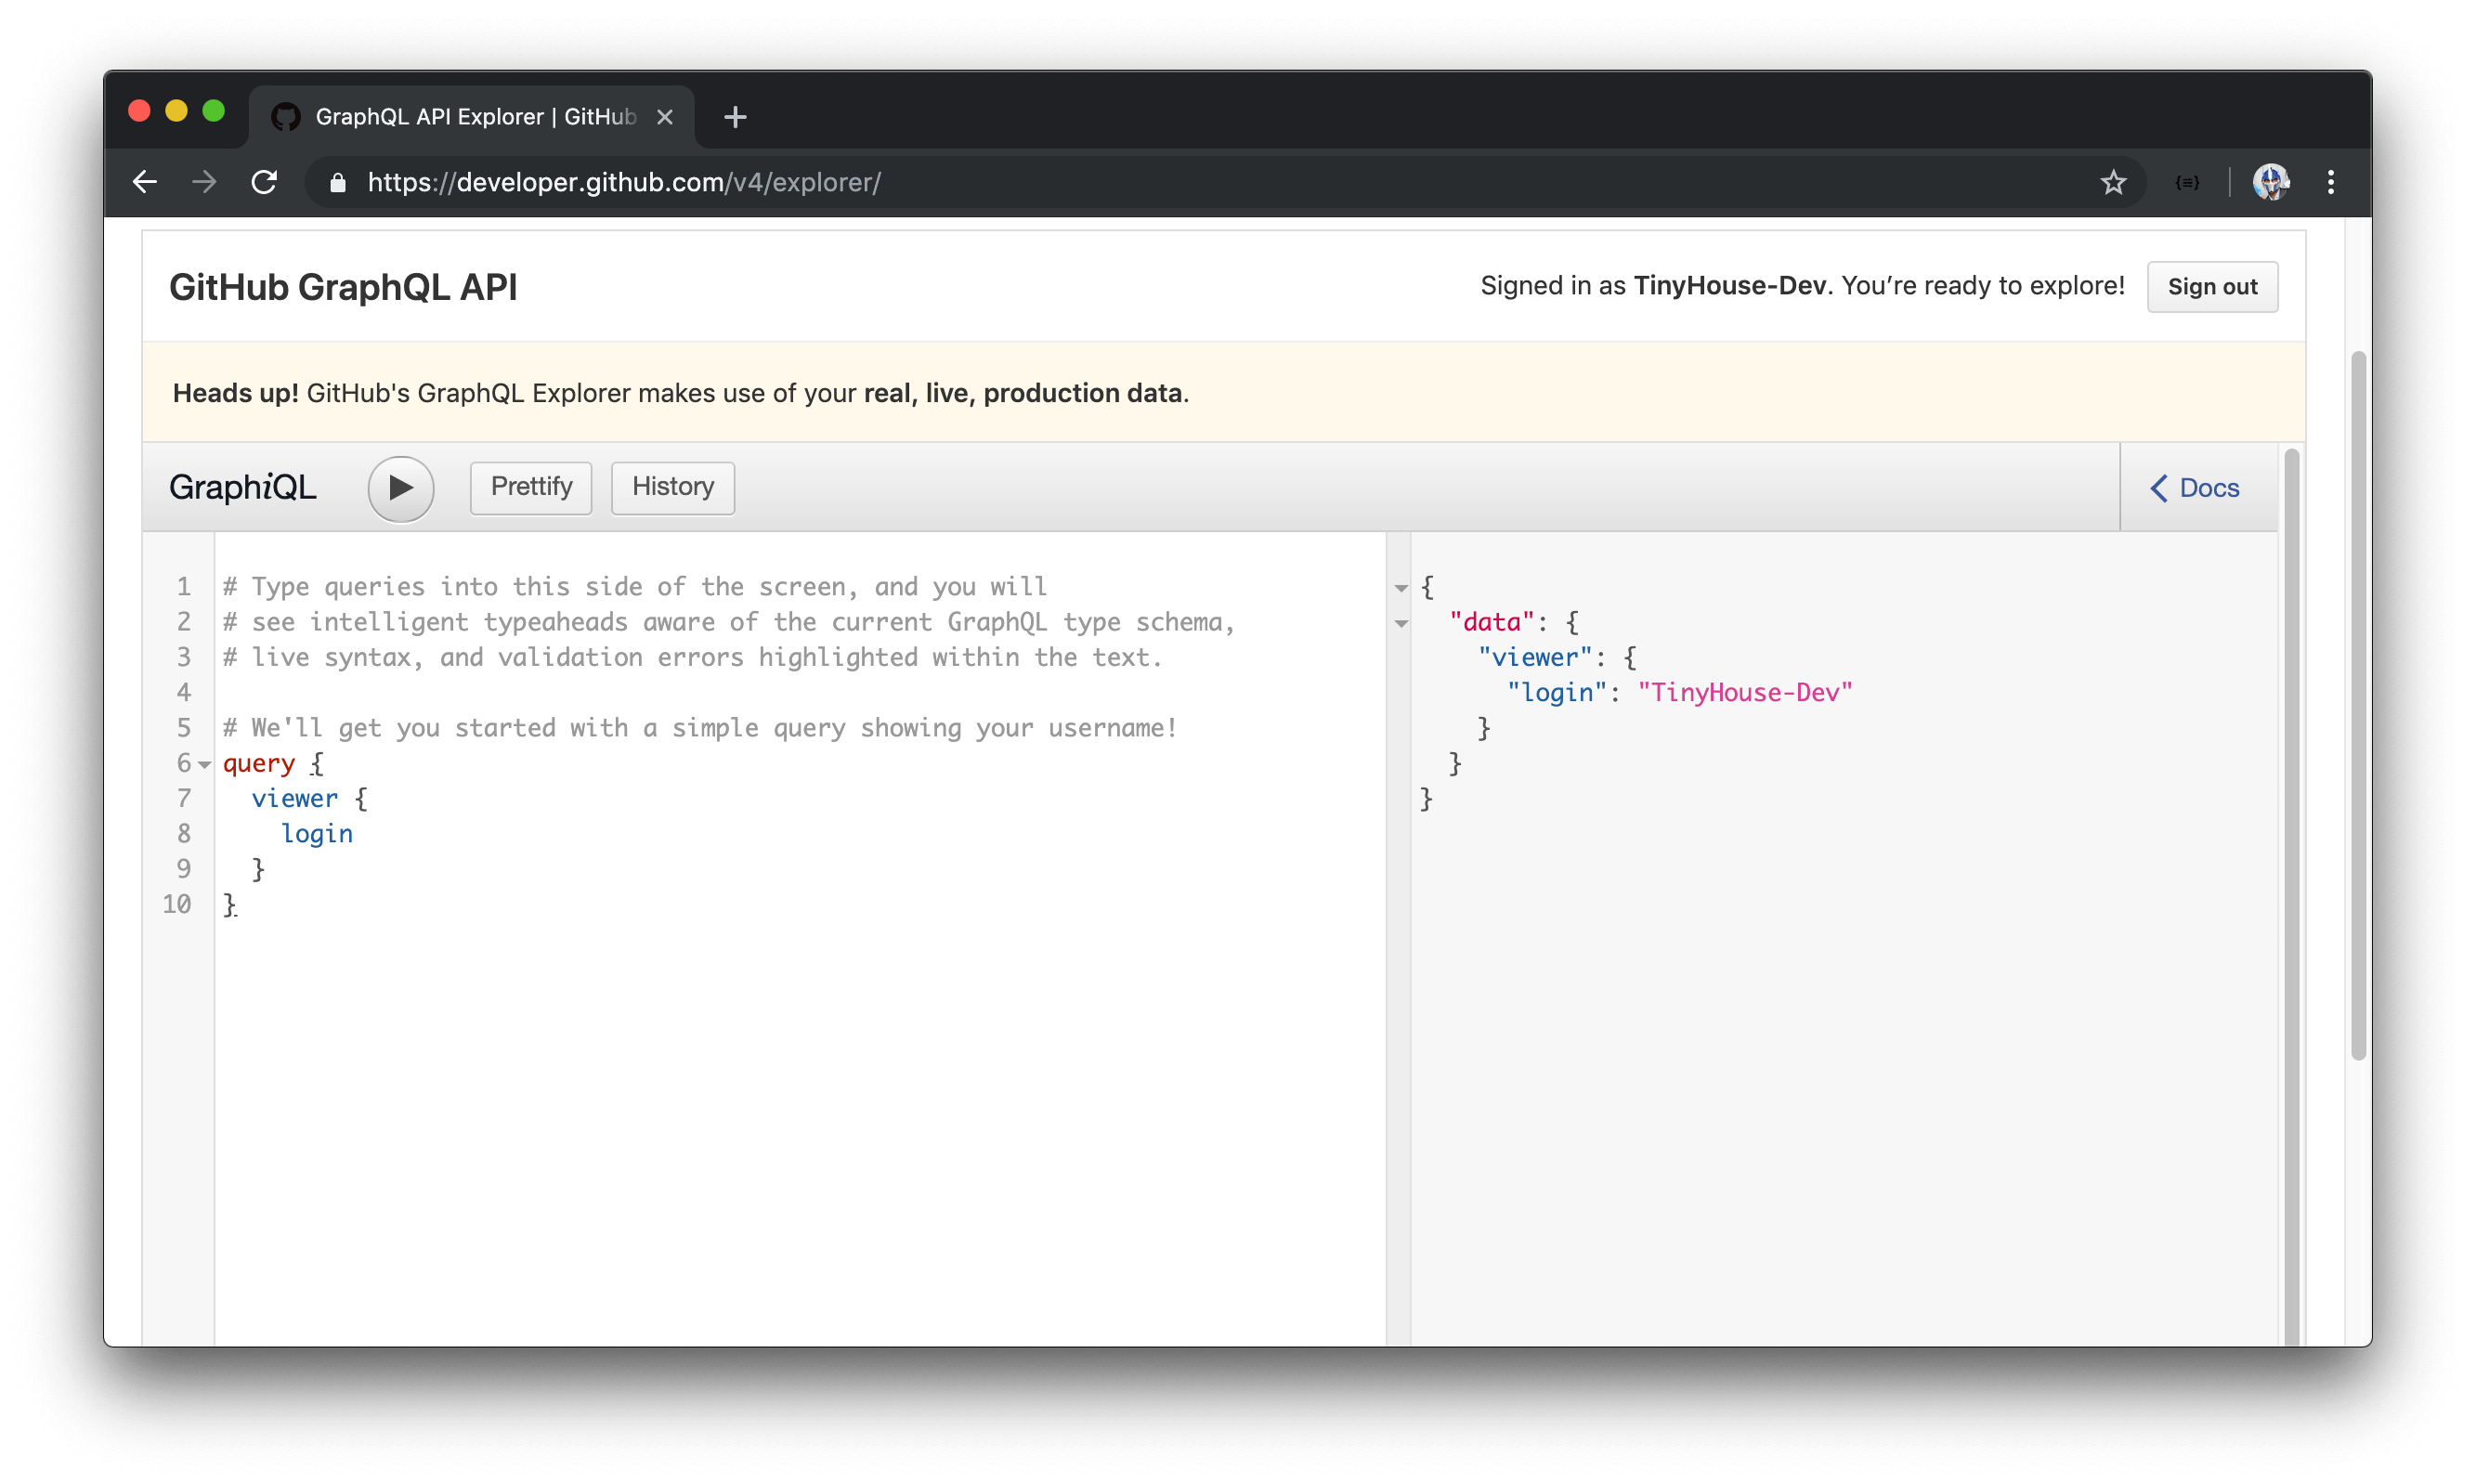 GraphQL API Explorer | GitHub
https://developer.github.com/v4/explorer/
GitHub GraphQL API
Signed in as TinyHouse-Dev. You’re ready to explore!
Sign out
Heads up! GitHub's GraphQL Explorer makes use of your real, live, production data.
GraphiQL
Prettify
History
Docs
1 # Type queries into this side of the screen, and you will
2 # see intelligent typeaheads aware of the current GraphQL type schema,
3 # live syntax, and validation errors highlighted within the text.
4
5 # We'll get you started with a simple query showing your username!
6 query {
7   viewer {
8     login
9   }
10 }
{
  "data": {
    "viewer": {
      "login": "TinyHouse-Dev"
    }
  }
}